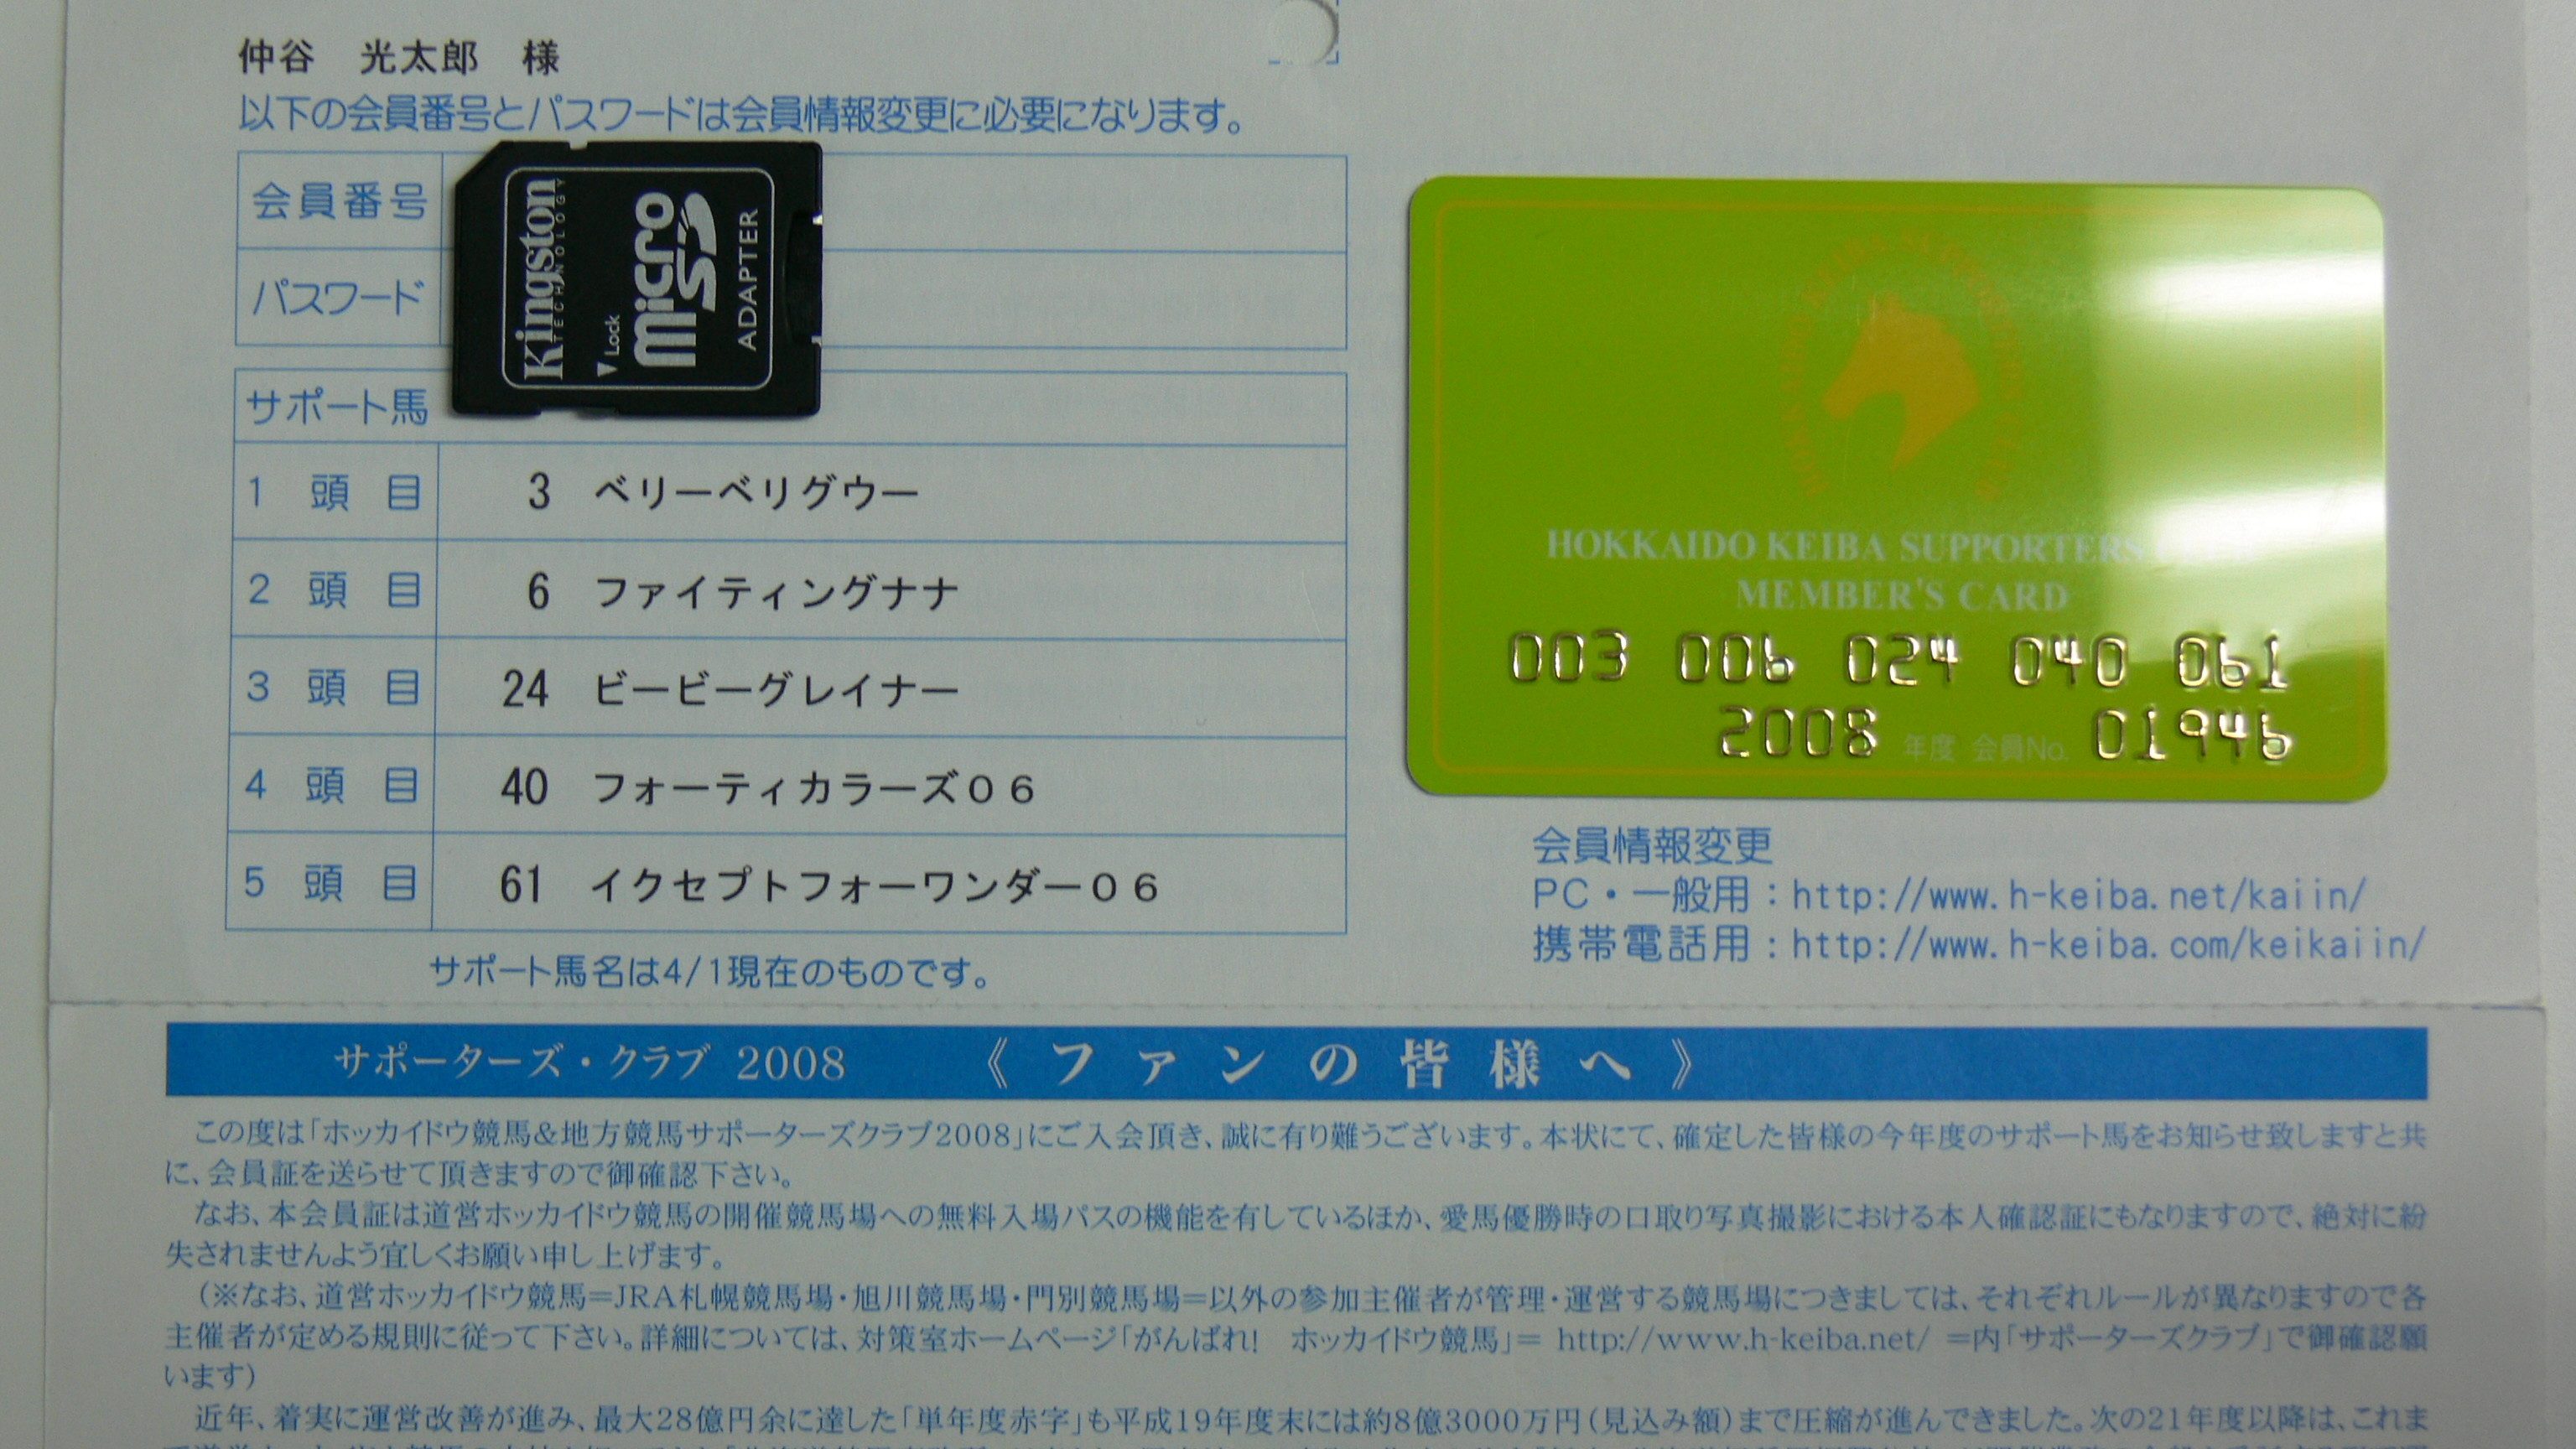 仲谷　光太郎　様
以下の会員番号とパスワードは会員情報変更に必要になります。
会員番号
パスワード
Kingston
TECHNOLOGY
Lock
micro
SD
ADAPTER
サポート馬
1 頭 目 3 ベリーベリグウー
2 頭 目 6 ファイティングナナ
3 頭 目 24 ビービーグレイナー
4 頭 目 40 フォーティカラーズ０６
5 頭 目 61 イクセプトフォーワンダー０６
サポート馬名は4/1現在のものです。
HOKKAIDO KEIBA SUPPORTERS
MEMBER'S CARD
003 006 024 040 061
2008 年度 会員No. 01946
会員情報変更
PC・一般用：http://www.h-keiba.net/kaiin/
携帯電話用：http://www.h-keiba.com/keikaiin/
サポーターズ・クラブ 2008 《 フ ァ ン の 皆 様 へ 》
この度は「ホッカイドウ競馬&地方競馬サポーターズクラブ2008」にご入会頂き、誠に有り難うございます。本状にて、確定した皆様の今年度のサポート馬をお知らせ致しますと共
に、会員証を送らせて頂きますので御確認下さい。
なお、本会員証は道営ホッカイドウ競馬の開催競馬場への無料入場パスの機能を有しているほか、愛馬優勝時の口取り写真撮影における本人確認証にもなりますので、絶対に紛
失されませんよう宜しくお願い申し上げます。
（※なお、道営ホッカイドウ競馬＝JRA札幌競馬場・旭川競馬場・門別競馬場＝以外の参加主催者が管理・運営する競馬場につきましては、それぞれルールが異なりますので各
主催者が定める規則に従って下さい。詳細については、対策室ホームページ「がんばれ!　ホッカイドウ競馬」＝ http://www.h-keiba.net/ ＝内「サポーターズクラブ」で御確認願
います）
近年、着実に運営改善が進み、最大28億円余に達した「単年度赤字」も平成19年度末には約8億3000万円（見込み額）まで圧縮が進んできました。次の21年度以降は、これま